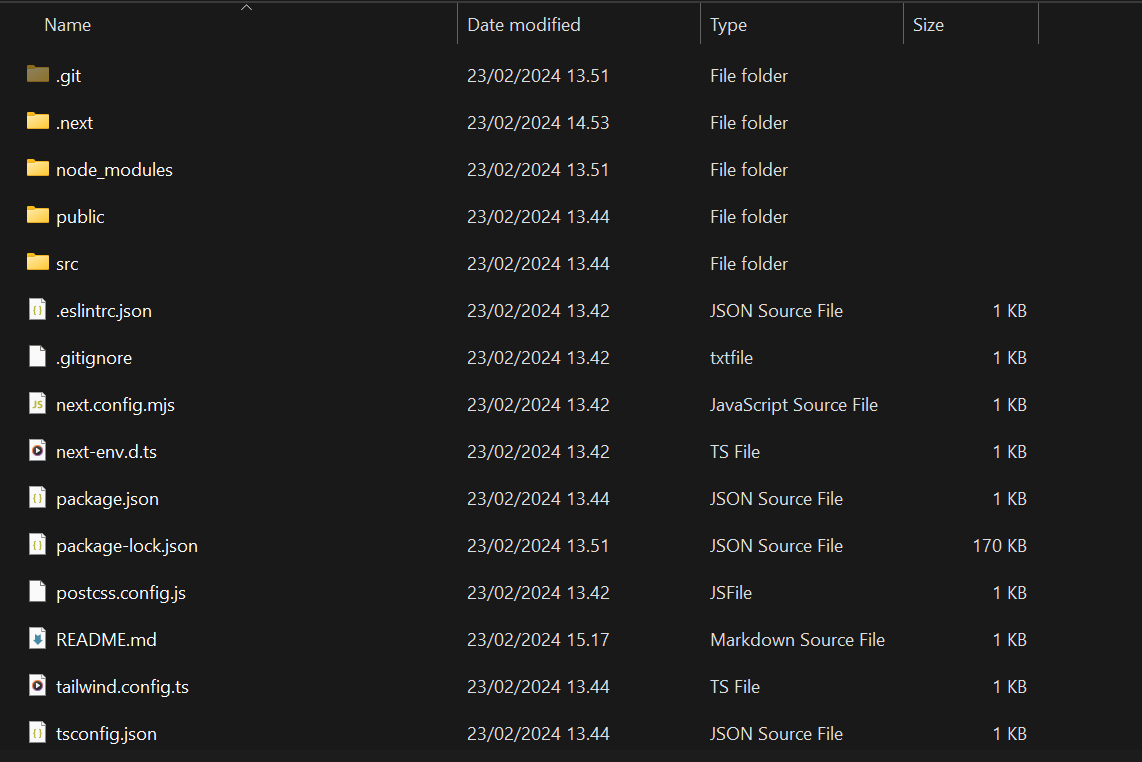 Name Date modified Type Size
.git 23/02/2024 13.51 File folder
.next 23/02/2024 14.53 File folder
node_modules 23/02/2024 13.51 File folder
public 23/02/2024 13.44 File folder
src 23/02/2024 13.44 File folder
.eslintrc.json 23/02/2024 13.42 JSON Source File 1 KB
.gitignore 23/02/2024 13.42 txtfile 1 KB
next.config.mjs 23/02/2024 13.42 JavaScript Source File 1 KB
next-env.d.ts 23/02/2024 13.42 TS File 1 KB
package.json 23/02/2024 13.44 JSON Source File 1 KB
package-lock.json 23/02/2024 13.51 JSON Source File 170 KB
postcss.config.js 23/02/2024 13.42 JSFile 1 KB
README.md 23/02/2024 15.17 Markdown Source File 1 KB
tailwind.config.ts 23/02/2024 13.44 TS File 1 KB
tsconfig.json 23/02/2024 13.44 JSON Source File 1 KB